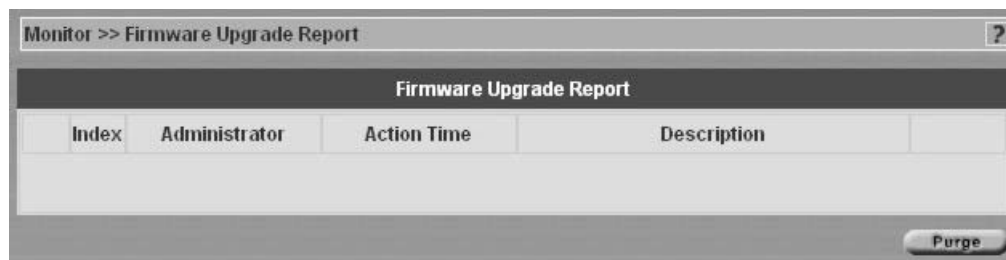 Monitor >> Firmware Upgrade Report ?
Firmware Upgrade Report
Index Administrator Action Time Description
Purge